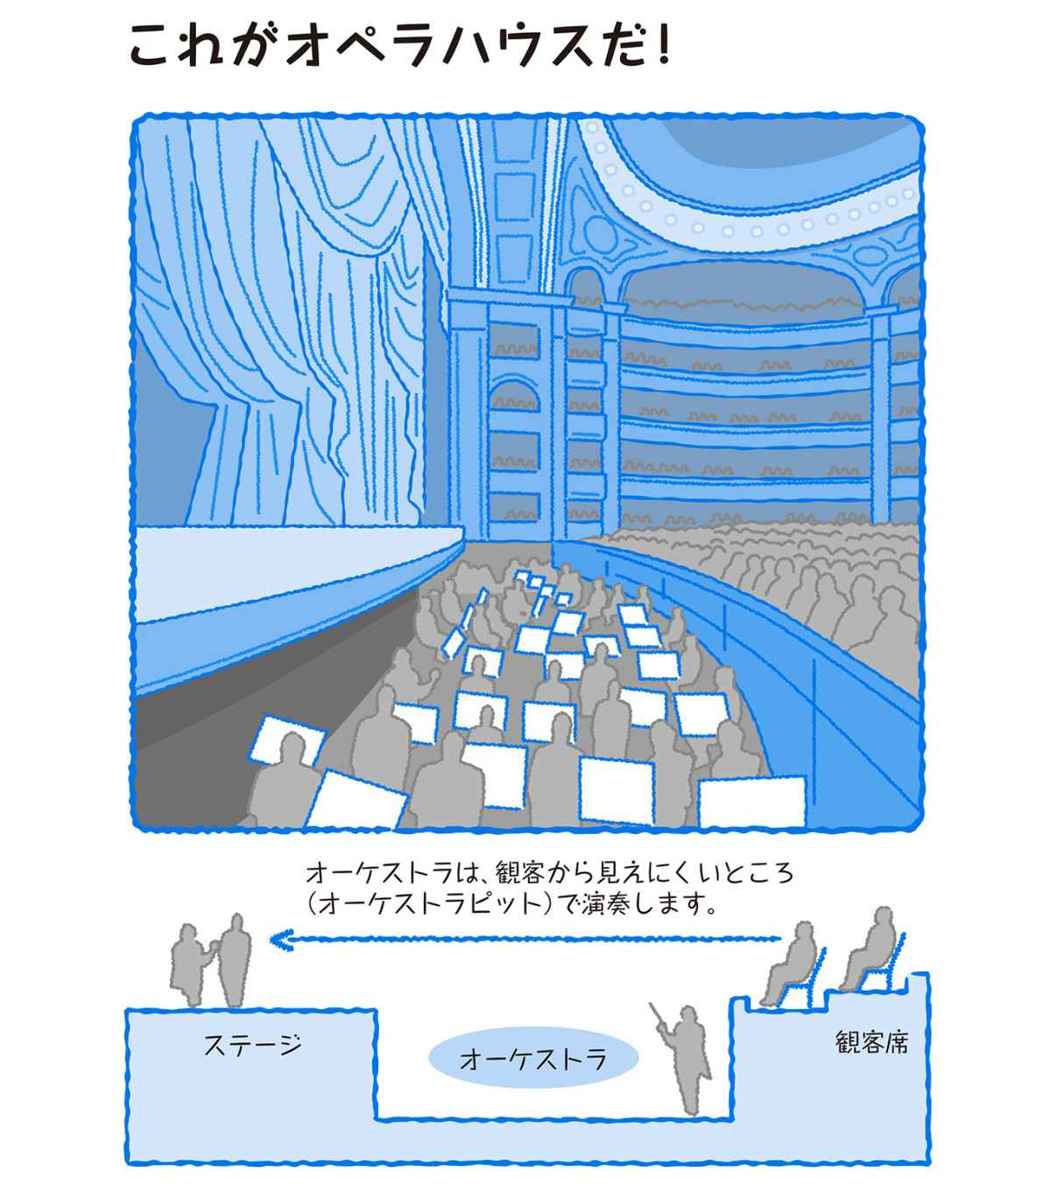 これがオペラハウスだ！
オーケストラは、観客から見えにくいところ
（オーケストラピット）で演奏します。
ステージ
オーケストラ
観客席